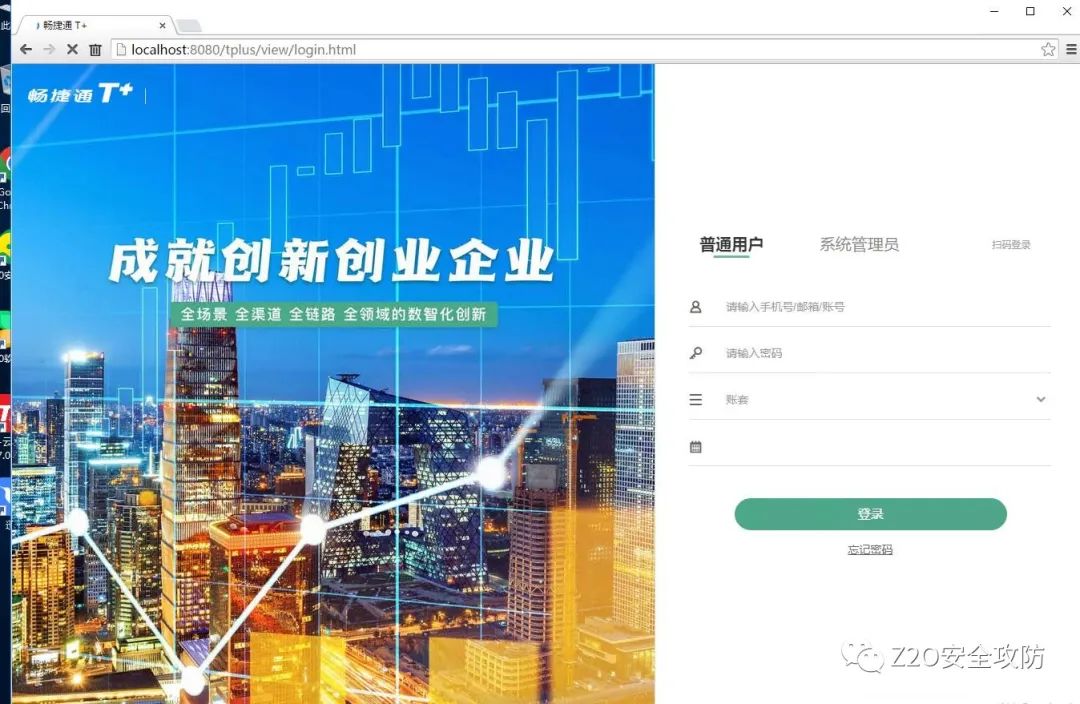 畅捷通 T+
localhost:8080/tplus/view/login.html
畅捷通 T+
成就创新创业企业
全场景 全渠道 全链路 全领域的数智化创新
普通用户 系统管理员 扫码登录
请输入手机号/邮箱/账号
请输入密码
账套
登录
忘记密码
Z2O安全攻防